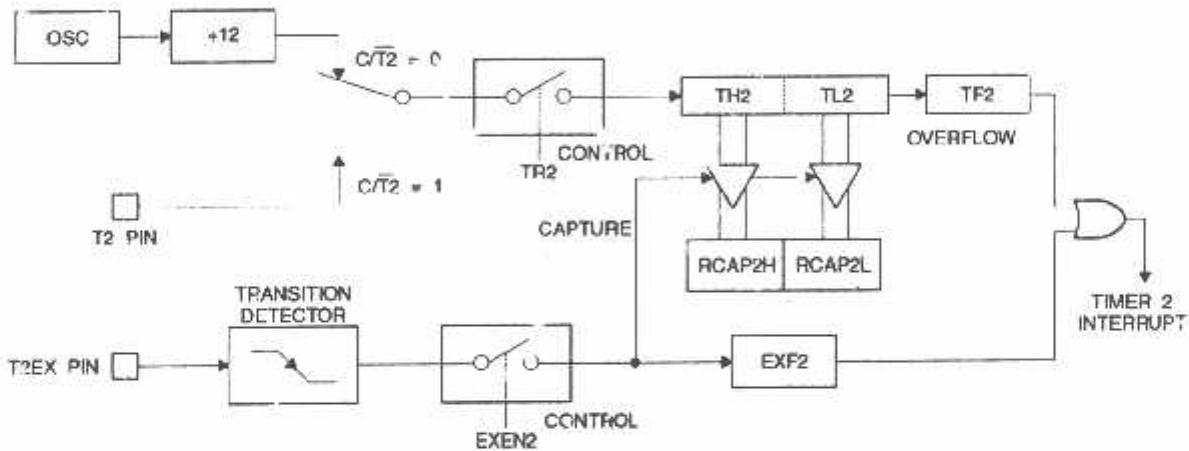 OSC
÷12
C/T2 = 0
TH2
TL2
TF2
OVERFLOW
CONTROL
TR2
C/T2 = 1
T2 PIN
CAPTURE
RCAP2H
RCAP2L
TRANSITION
DETECTOR
TIMER 2
INTERRUPT
T2EX PIN
EXF2
CONTROL
EXEN2